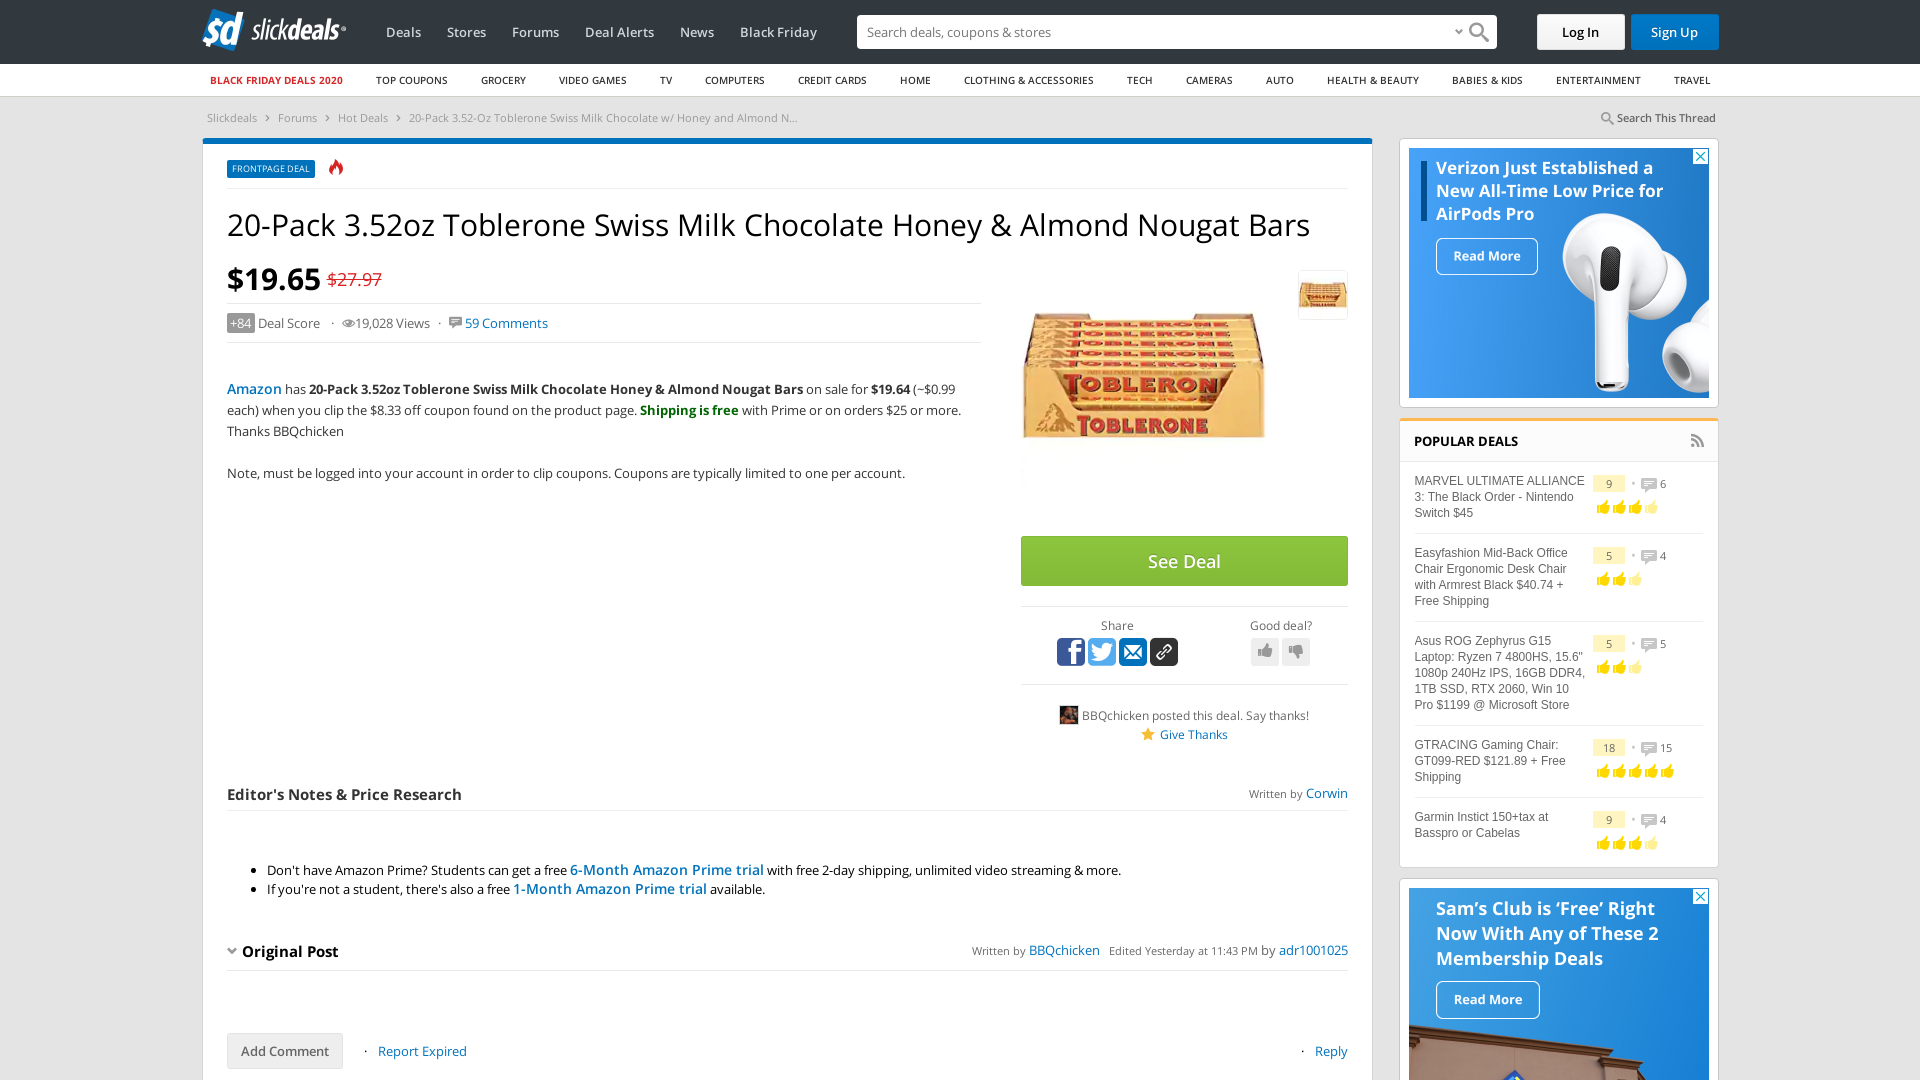 slickdeals
Deals
Stores
Forums
Deal Alerts
News
Black Friday
Search deals, coupons & stores
Log In
Sign Up
BLACK FRIDAY DEALS 2020
TOP COUPONS
GROCERY
VIDEO GAMES
TV
COMPUTERS
CREDIT CARDS
HOME
CLOTHING & ACCESSORIES
TECH
CAMERAS
AUTO
HEALTH & BEAUTY
BABIES & KIDS
ENTERTAINMENT
TRAVEL
Slickdeals › Forums › Hot Deals › 20-Pack 3.52-Oz Toblerone Swiss Milk Chocolate w/ Honey and Almond N...
Search This Thread
FRONTPAGE DEAL
20-Pack 3.52oz Toblerone Swiss Milk Chocolate Honey & Almond Nougat Bars
$19.65 $27.97
+84 Deal Score · 19,028 Views · 59 Comments
Amazon has 20-Pack 3.52oz Toblerone Swiss Milk Chocolate Honey & Almond Nougat Bars on sale for $19.64 (~$0.99
each) when you clip the $8.33 off coupon found on the product page. Shipping is free with Prime or on orders $25 or more.
Thanks BBQchicken
Note, must be logged into your account in order to clip coupons. Coupons are typically limited to one per account.
TOBLERONE
TOBLERONE
TOBLERONE
TOBLERONE
TOBLERON
TOBLERONE
See Deal
Share
Good deal?
BBQchicken posted this deal. Say thanks!
Give Thanks
Editor's Notes & Price Research
Written by Corwin
Don't have Amazon Prime? Students can get a free 6-Month Amazon Prime trial with free 2-day shipping, unlimited video streaming & more.
If you're not a student, there's also a free 1-Month Amazon Prime trial available.
Original Post
Written by BBQchicken Edited Yesterday at 11:43 PM by adr1001025
Add Comment
· Report Expired
· Reply
Verizon Just Established a
New All-Time Low Price for
AirPods Pro
Read More
POPULAR DEALS
MARVEL ULTIMATE ALLIANCE
3: The Black Order - Nintendo
Switch $45
9 • 6
Easyfashion Mid-Back Office
Chair Ergonomic Desk Chair
with Armrest Black $40.74 +
Free Shipping
5 • 4
Asus ROG Zephyrus G15
Laptop: Ryzen 7 4800HS, 15.6"
1080p 240Hz IPS, 16GB DDR4,
1TB SSD, RTX 2060, Win 10
Pro $1199 @ Microsoft Store
5 • 5
GTRACING Gaming Chair:
GT099-RED $121.89 + Free
Shipping
18 • 15
Garmin Instict 150+tax at
Basspro or Cabelas
9 • 4
Sam's Club is ‘Free’ Right
Now With Any of These 2
Membership Deals
Read More